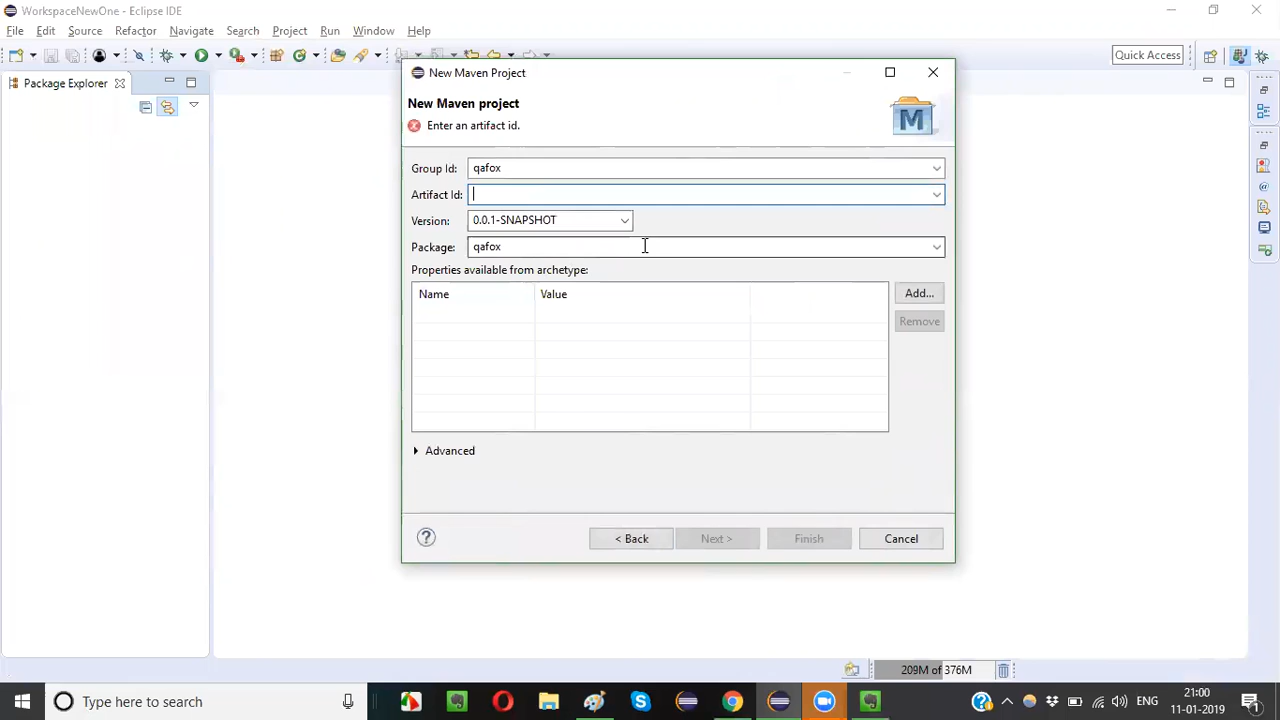 WorkspaceNewOne - Eclipse IDE
File Edit Source Refactor Navigate Search Project Run Window Help
Quick Access
Package Explorer
New Maven Project
New Maven project
Enter an artifact id.
M
Group Id: qafox
Artifact Id:
Version: 0.0.1-SNAPSHOT
Package: qafox
Properties available from archetype:
Name Value
Add...
Remove
Advanced
< Back Next > Finish Cancel
209M of 376M
Type here to search
ENG
21:00
11-01-2019